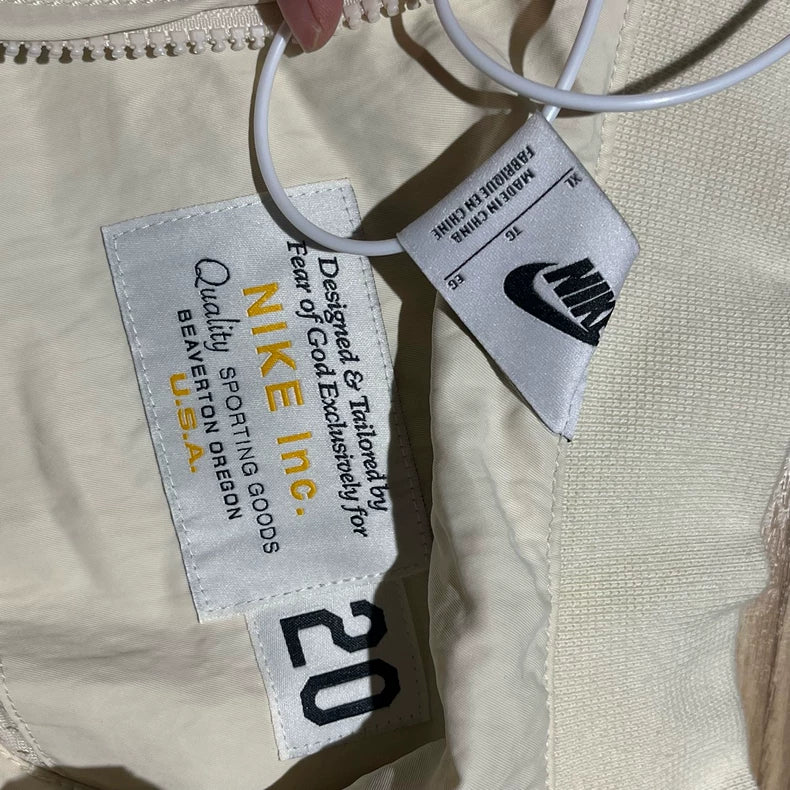 Designed & Tailored by
Fear of God Exclusively for
NIKE Inc.
Quality SPORTING GOODS
BEAVERTON OREGON
U.S.A.
20
FABRIQUE EN CHINE
MADE IN CHINA
XL
TG
EG
NIKE